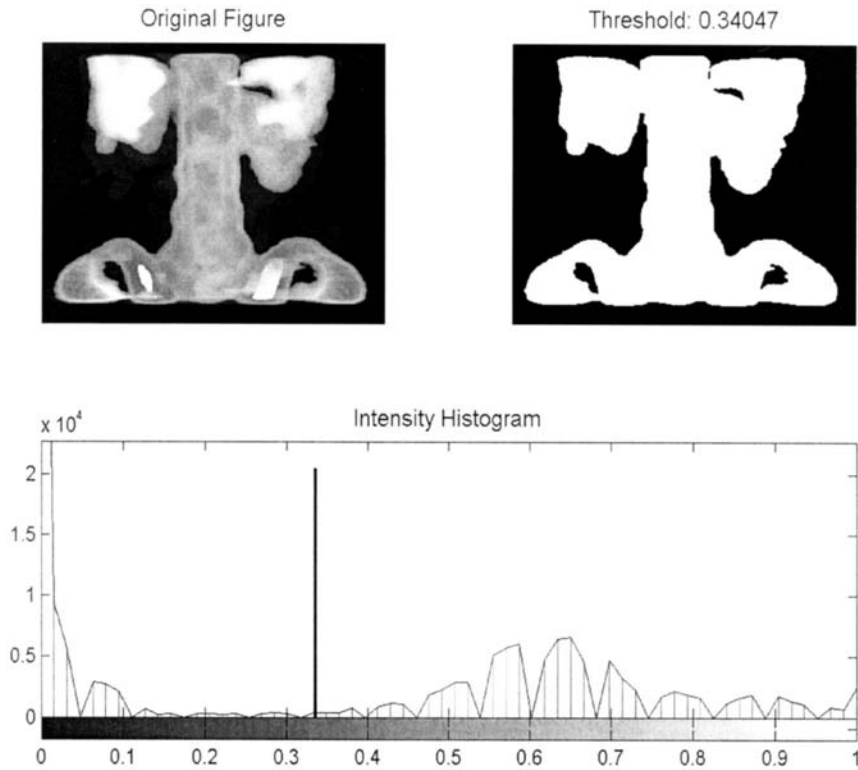 Original Figure
Threshold: 0.34047
x 10^4
Intensity Histogram
2
1.5
1
0.5
0
0 0.1 0.2 0.3 0.4 0.5 0.6 0.7 0.8 0.9 1